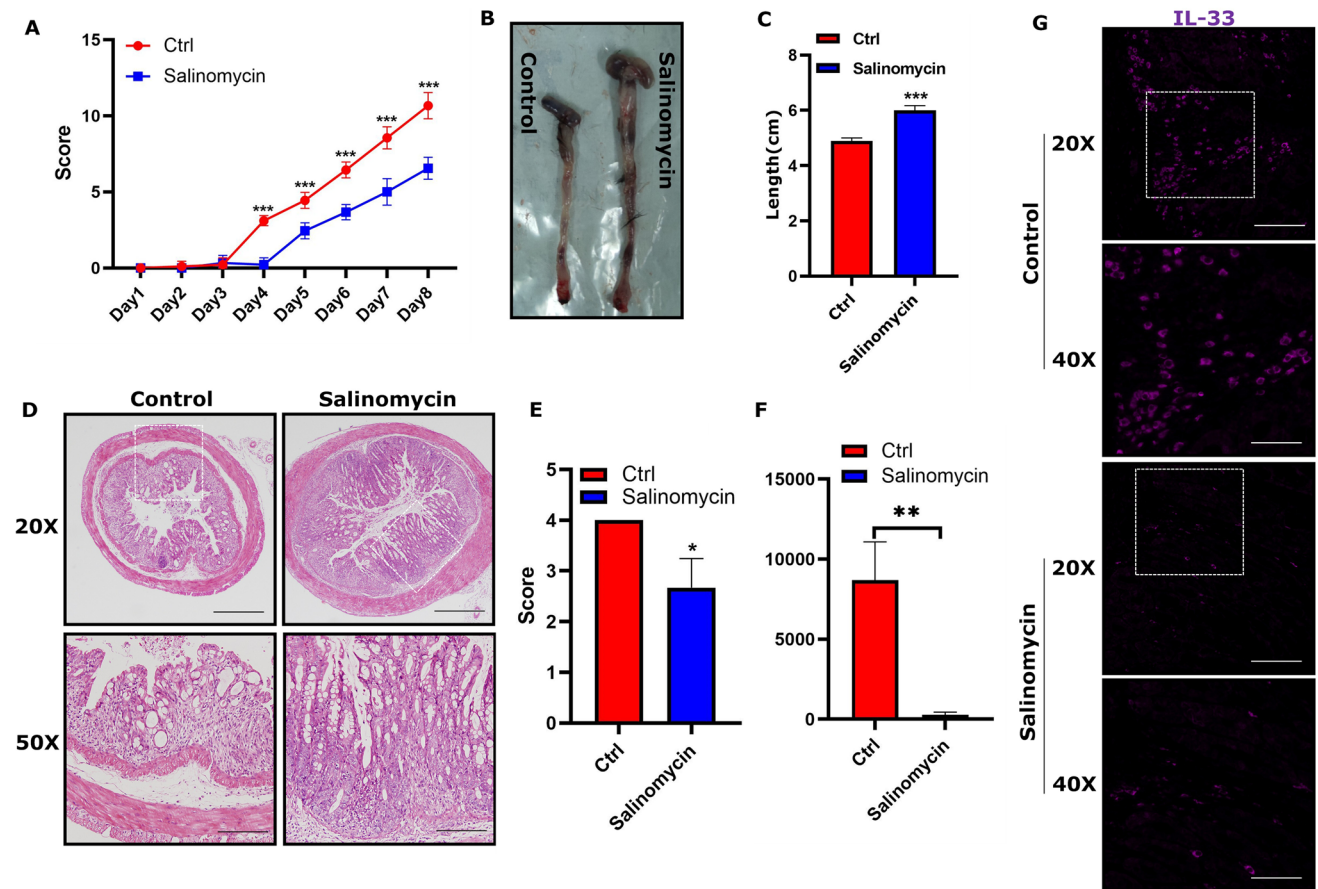 A
Ctrl
Salinomycin
15
10
5
0
Score
***
***
***
***
***
Day1
Day2
Day3
Day4
Day5
Day6
Day7
Day8
B
Control
Salinomycin
C
Ctrl
Salinomycin
8
6
4
2
0
Length(cm)
***
Ctrl
Salinomycin
D
Control
Salinomycin
20X
50X
E
Ctrl
Salinomycin
5
4
3
2
1
0
Score
*
Ctrl
Salinomycin
F
Ctrl
Salinomycin
15000
10000
5000
0
**
Ctrl
Salinomycin
G
IL-33
Control
20X
40X
Salinomycin
20X
40X